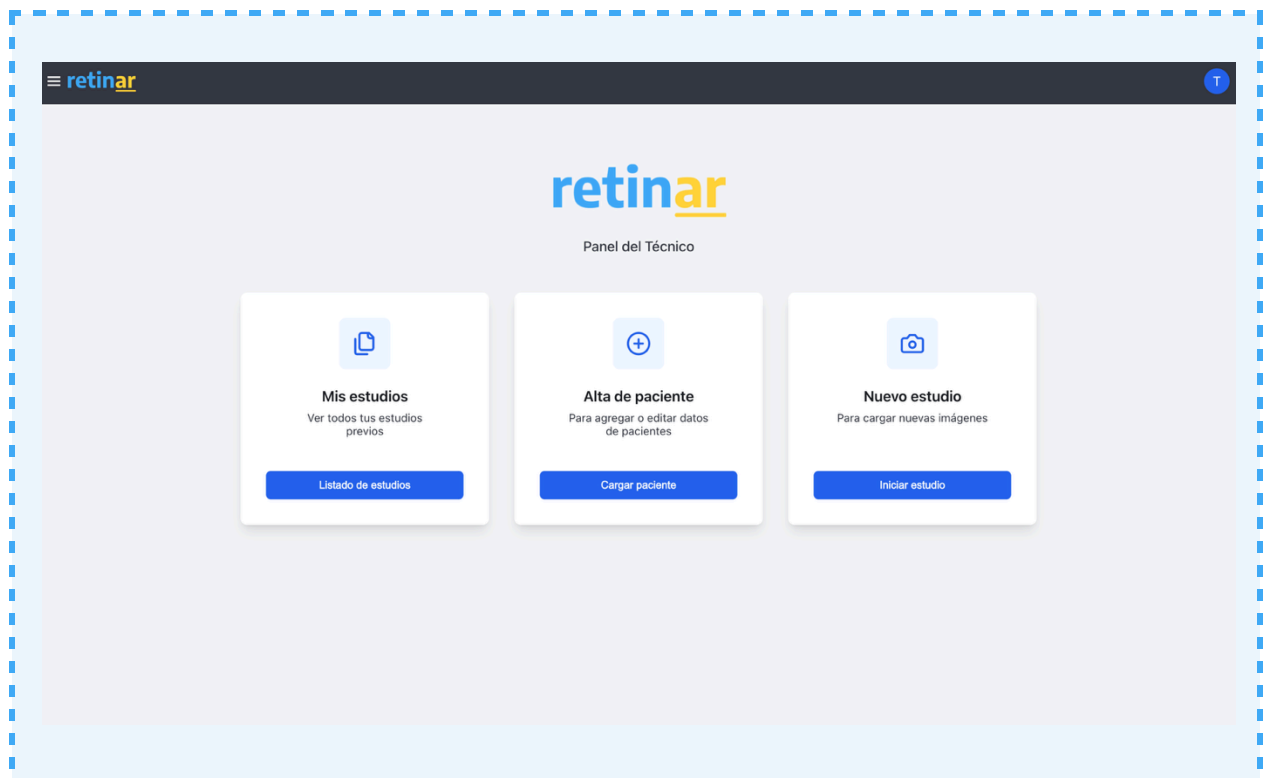 retinar
T
retinar
Panel del Técnico
Mis estudios
Ver todos tus estudios
previos
Listado de estudios
Alta de paciente
Para agregar o editar datos
de pacientes
Cargar paciente
Nuevo estudio
Para cargar nuevas imágenes
Iniciar estudio